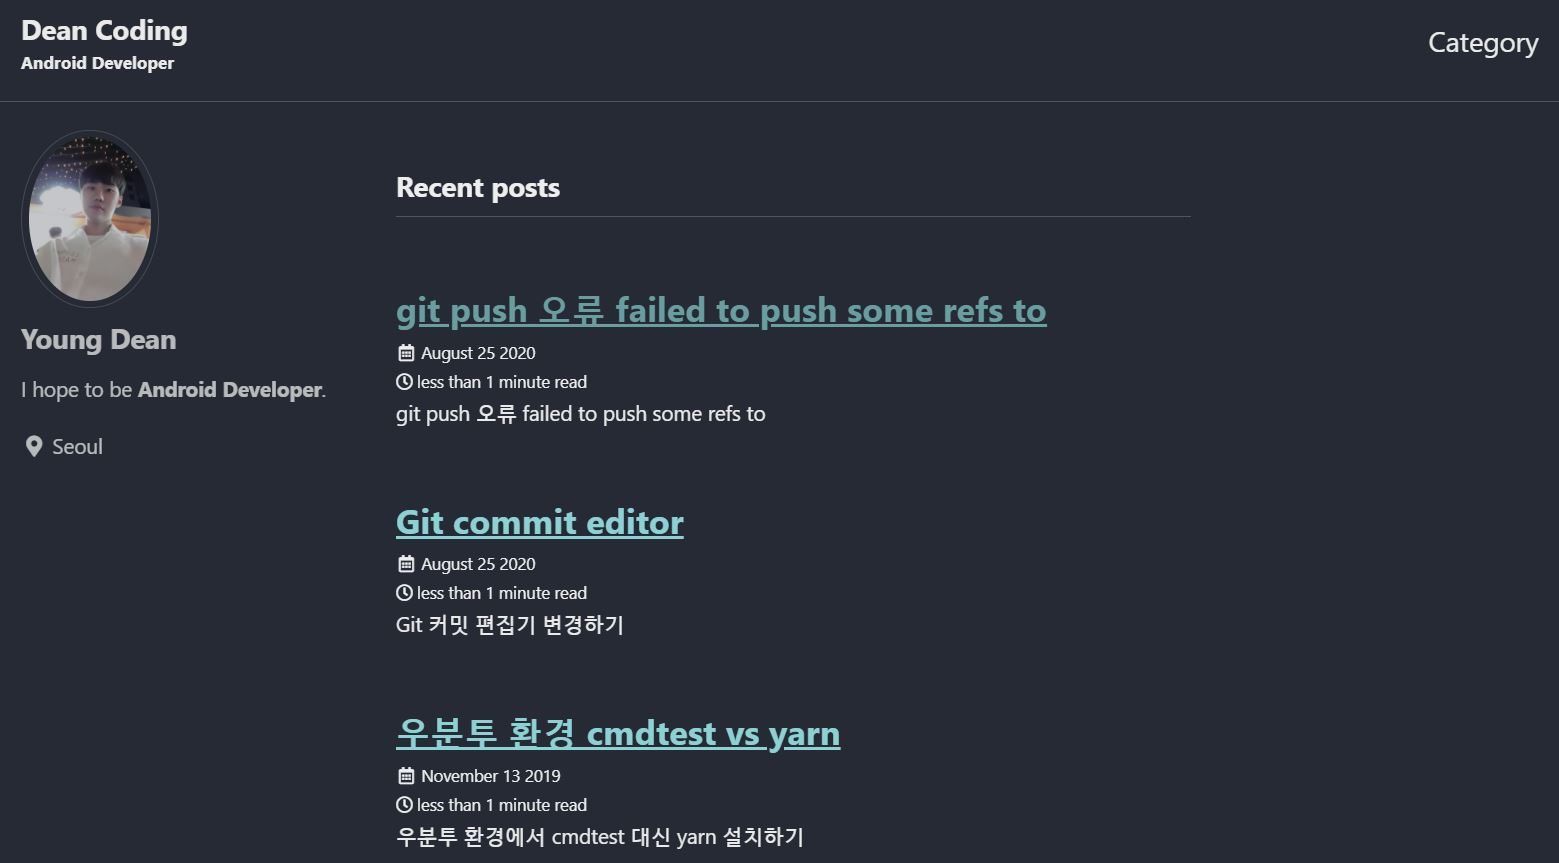 Dean Coding
Android Developer
Category
Young Dean
I hope to be Android Developer.
Seoul
Recent posts
git push 오류 failed to push some refs to
August 25 2020
less than 1 minute read
git push 오류 failed to push some refs to
Git commit editor
August 25 2020
less than 1 minute read
Git 커밋 편집기 변경하기
우분투 환경 cmdtest vs yarn
November 13 2019
less than 1 minute read
우분투 환경에서 cmdtest 대신 yarn 설치하기